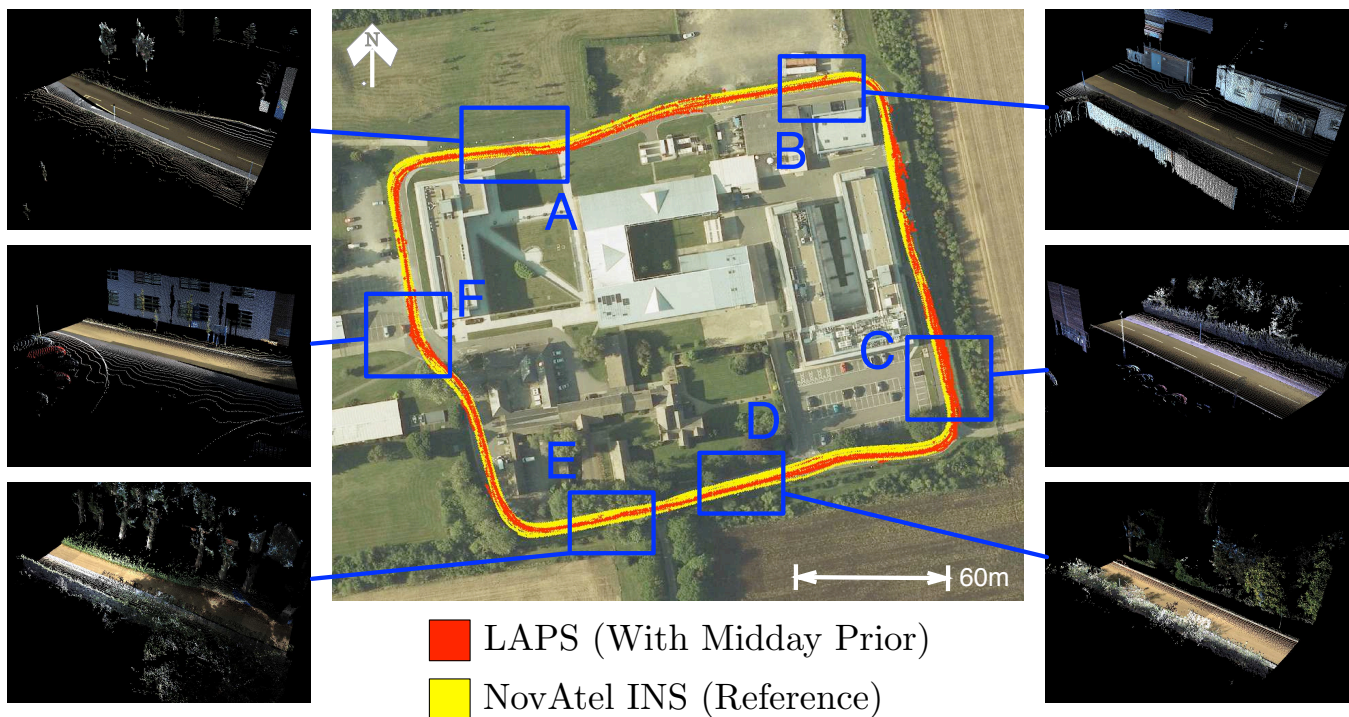 N
A
B
F
C
D
E
60m
LAPS (With Midday Prior)
NovAtel INS (Reference)